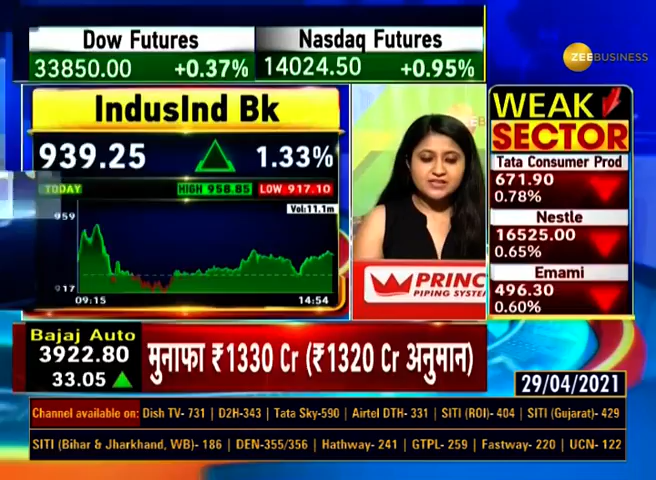 Dow Futures
33850.00 +0.37%
Nasdaq Futures
14024.50 +0.95%
ZEEBUSINESS
IndusInd Bk
939.25 1.33%
TODAY HIGH 958.85 LOW 917.10
Vol:11.1m
959
917
09:15 14:54
PRINC
PIPING SYSTE
WEAK
SECTOR
Tata Consumer Prod
671.90
0.78%
Nestle
16525.00
0.65%
Emami
496.30
0.60%
Bajaj Auto
3922.80
33.05
मुनाफा ₹1330 Cr (₹1320 Cr अनुमान)
29/04/2021
Channel available on: Dish TV- 731 | D2H-343 | Tata Sky-590 | Airtel DTH- 331 | SITI (ROI)- 404 | SITI (Gujarat)- 429
SITI (Bihar & Jharkhand, WB)- 186 | DEN-355/356 | Hathway- 241 | GTPL- 259 | Fastway- 220 | UCN- 122